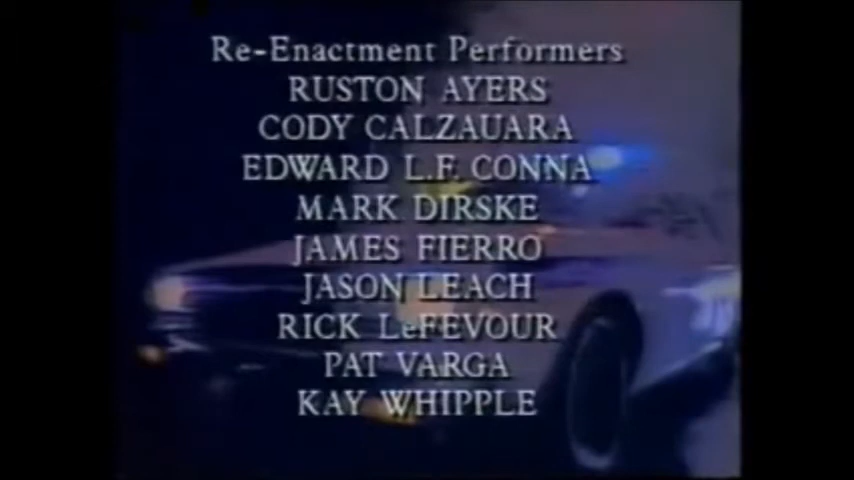 Re-Enactment Performers
RUSTON AYERS
CODY CALZAUARA
EDWARD L.F. CONNA
MARK DIRSKE
JAMES FIERRO
JASON LEACH
RICK LeFEVOUR
PAT VARGA
KAY WHIPPLE